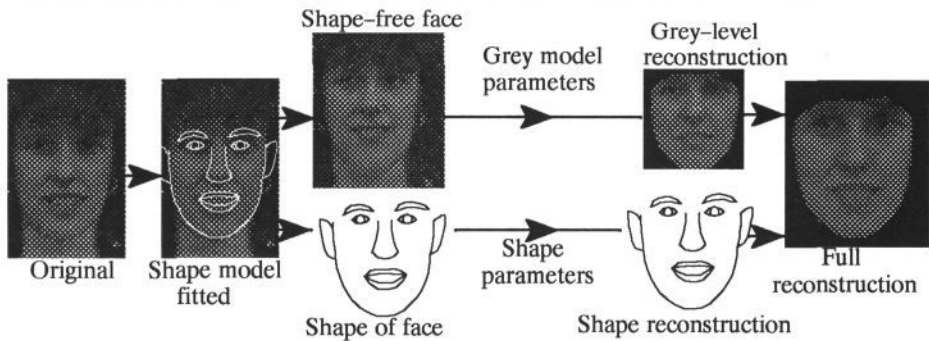 Shape–free face
Grey model
parameters
Grey–level
reconstruction
Original
Shape model
fitted
Shape of face
Shape
parameters
Shape reconstruction
Full
reconstruction